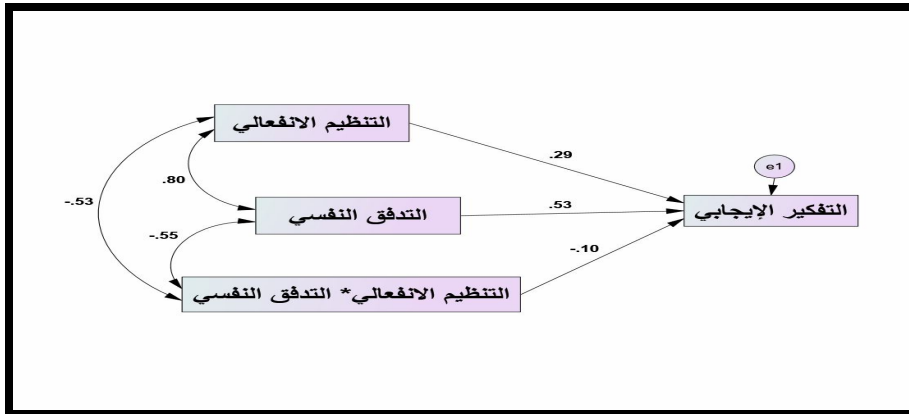 التنظيم الانفعالي
.29
e1
.80
-.53
التدفق النفسي
.53
التفكير الإيجابي
-.55
-.10
التنظيم الانفعالي* التدفق النفسي